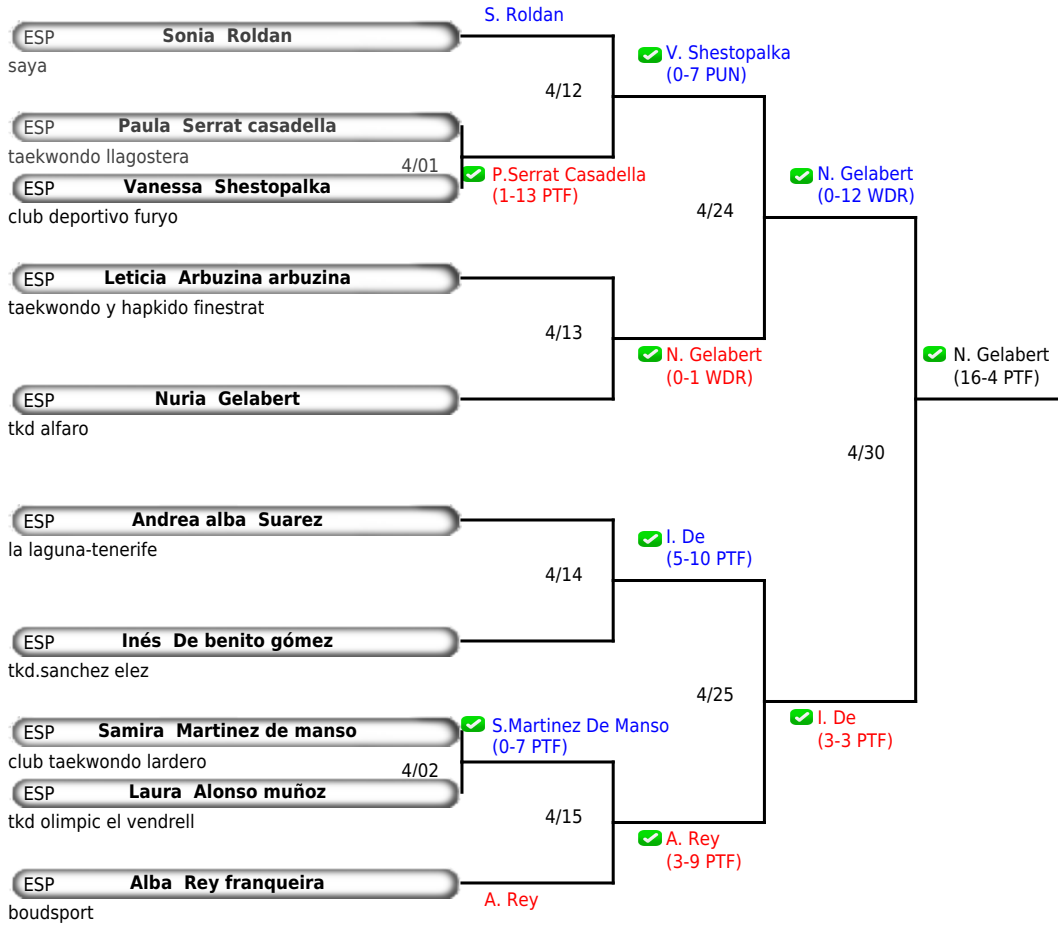 S. Roldan
ESP Sonia Roldan
saya
V. Shestopalka
(0-7 PUN)
4/12
ESP Paula Serrat casadella
taekwondo llagostera
4/01
P.Serrat Casadella
(1-13 PTF)
N. Gelabert
(0-12 WDR)
ESP Vanessa Shestopalka
club deportivo furyo
4/24
ESP Leticia Arbuzina arbuzina
taekwondo y hapkido finestrat
4/13
N. Gelabert
(0-1 WDR)
N. Gelabert
(16-4 PTF)
ESP Nuria Gelabert
tkd alfaro
4/30
ESP Andrea alba Suarez
la laguna-tenerife
I. De
(5-10 PTF)
4/14
ESP Inés De benito gómez
tkd.sanchez elez
4/25
I. De
(3-3 PTF)
ESP Samira Martinez de manso
club taekwondo lardero
S.Martinez De Manso
(0-7 PTF)
4/02
ESP Laura Alonso muñoz
tkd olimpic el vendrell
4/15
A. Rey
(3-9 PTF)
ESP Alba Rey franqueira
boudsport
A. Rey